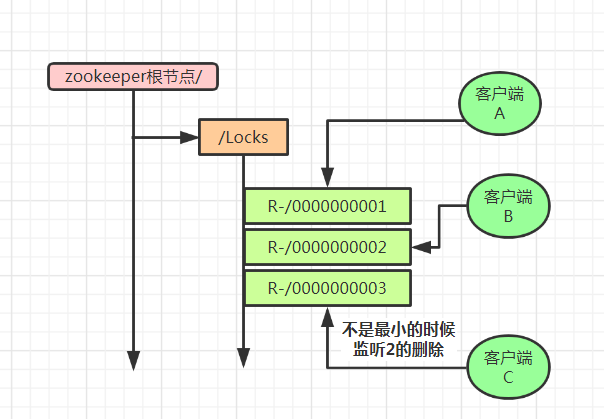 zookeeper根节点/
/Locks
客户端
A
R-/0000000001
客户端
B
R-/0000000002
R-/0000000003
不是最小的时候
监听2的删除
客户端
C